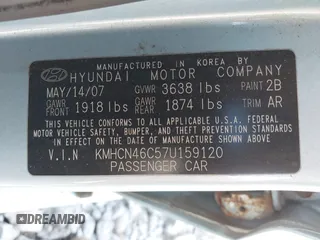 MANUFACTURED IN KOREA BY
HYUNDAI MOTOR COMPANY
MAY/14/07 GVWR 3638 lbs PAINT 2B
GAWR FRONT 1918 lbs GAWR REAR 1874 lbs TRIM AR
THIS VEHICLE CONFORMS TO ALL APPLICABLE U.S.A. FEDERAL
MOTOR VEHICLE SAFETY, BUMPER, AND THEFT PREVENTION STANDARDS
IN EFFECT ON THE DATE OF MANUFACTURE SHOWN ABOVE.
V.I.N KMHCN46C57U159120
PASSENGER CAR